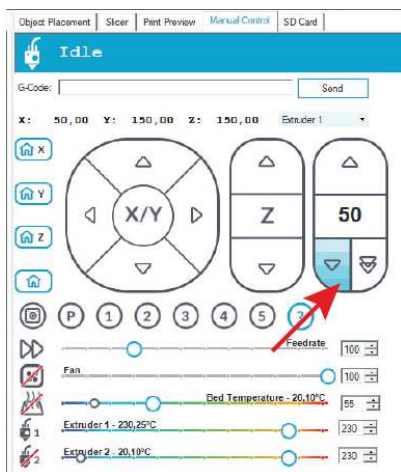 Object Placement Slicer Print Preview Manual Control SD Card
Idle
G-Code: Send
X: 50,00 Y: 150,00 Z: 150,00 Extruder 1
X
Y
Z
X/Y Z 50
P 1 2 3 4 5 ?
Feedrate 100
Fan 100
Bed Temperature - 20,10°C 55
1 Extruder 1 - 230,25°C 230
2 Extruder 2 - 20,10°C 230